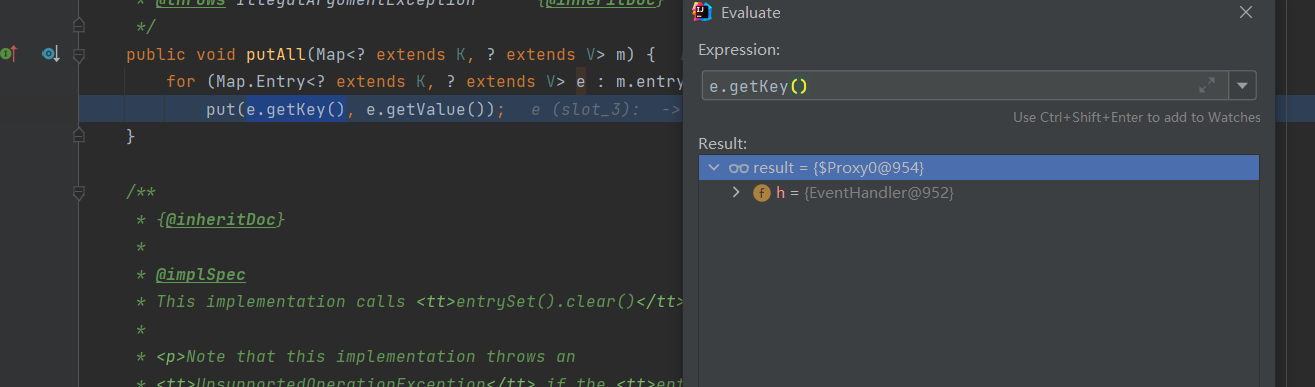 * @throws IllegalArgumentException {@inheritDoc}
*/
public void putAll(Map<? extends K, ? extends V> m) {
for (Map.Entry<? extends K, ? extends V> e : m.entry
put(e.getKey(), e.getValue()); e (slot_3): ->
}
/**
* {@inheritDoc}
*
* @implSpec
* This implementation calls <tt>entrySet().clear()</tt>
*
* <p>Note that this implementation throws an
* <tt>UnsupportedOperationException</tt> if the <tt>ent
Evaluate
Expression:
e.getKey()
Use Ctrl+Shift+Enter to add to Watches
Result:
result = {$Proxy0@954}
f h = {EventHandler@952}